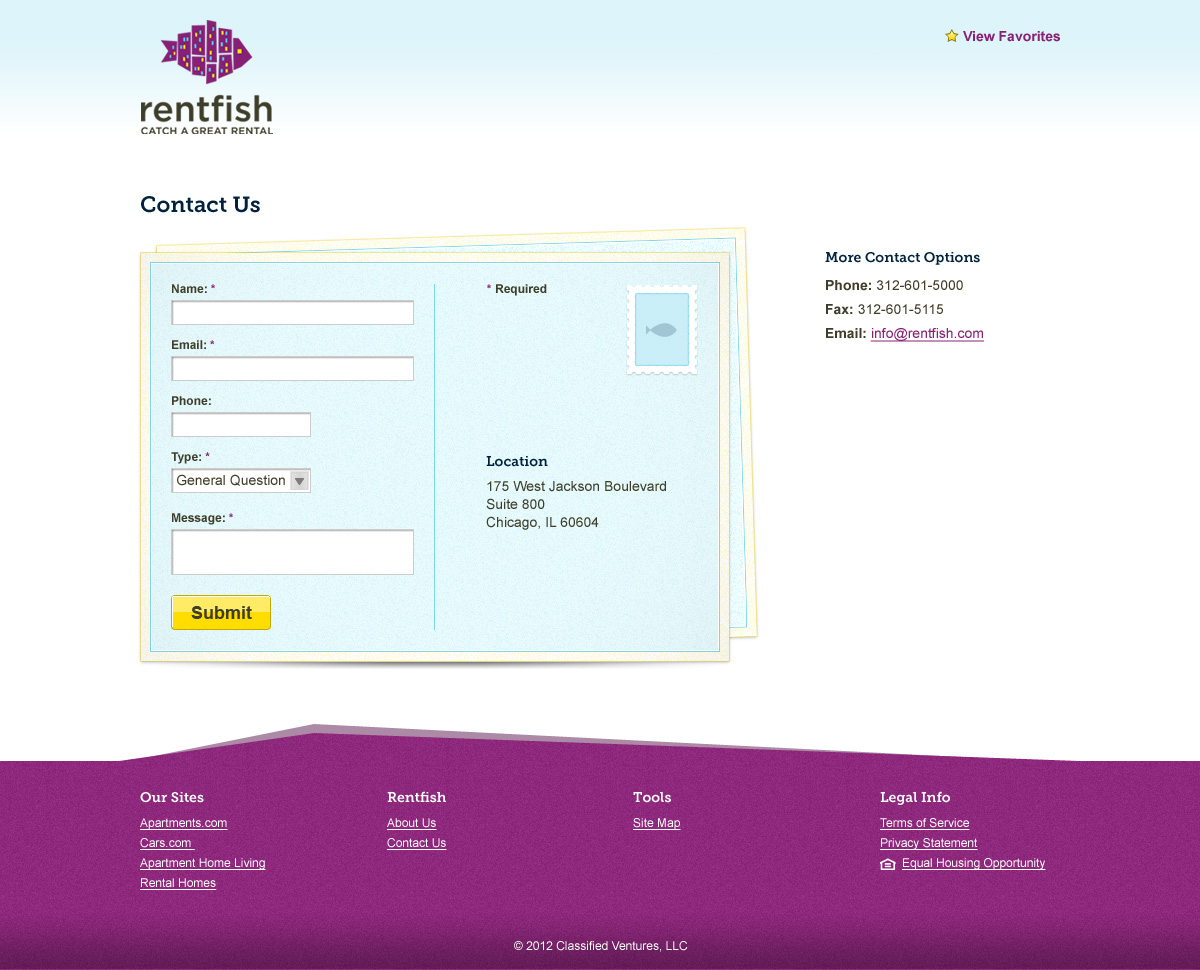 rentfish
CATCH A GREAT RENTAL
View Favorites
Contact Us
Name: *
Email: *
Phone:
Type: *
General Question
Message: *
Submit
* Required
Location
175 West Jackson Boulevard
Suite 800
Chicago, IL 60604
More Contact Options
Phone: 312-601-5000
Fax: 312-601-5115
Email: info@rentfish.com
Our Sites
Apartments.com
Cars.com
Apartment Home Living
Rental Homes
Rentfish
About Us
Contact Us
Tools
Site Map
Legal Info
Terms of Service
Privacy Statement
Equal Housing Opportunity
© 2012 Classified Ventures, LLC